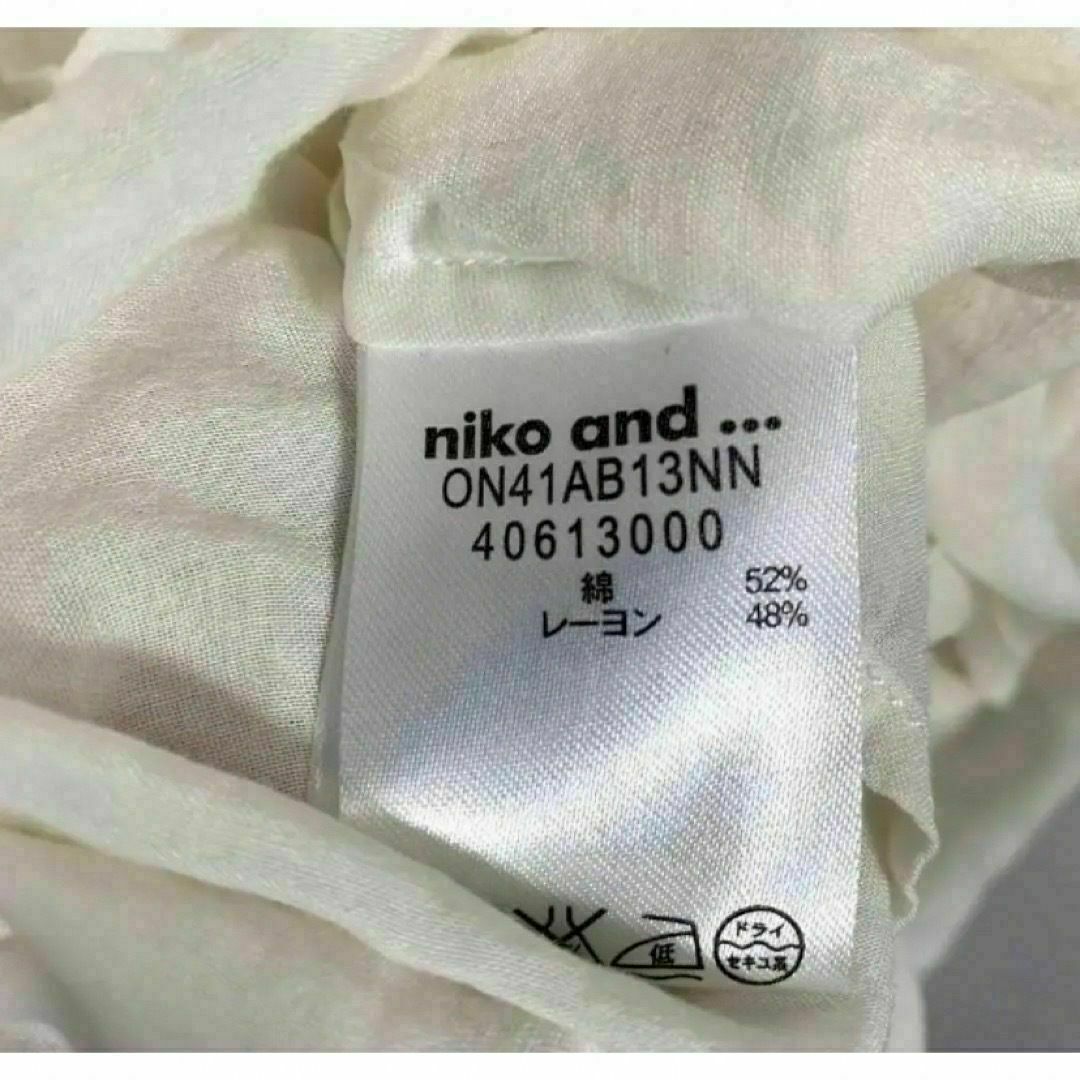 niko and ...
ON41AB13NN
40613000
綿 52%
レーヨン 48%
低
ドライ
セキユ系